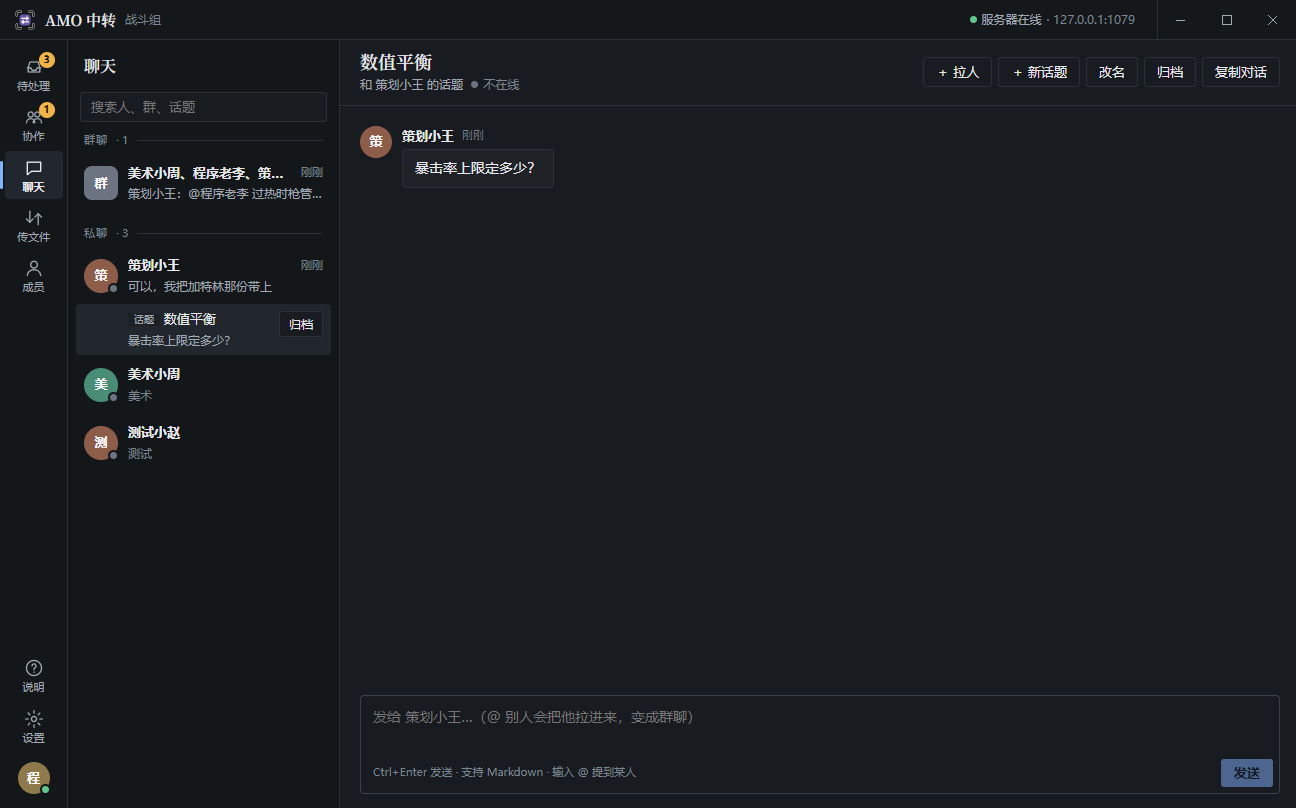 AMO 中转 战斗组
服务器在线 · 127.0.0.1:1079
3
待处理
1
协作
聊天
传文件
成员
说明
设置
程
聊天
搜索人、群、话题
群聊 · 1
群
美术小周、程序老李、策... 刚刚
策划小王：@程序老李 过热时枪管...
私聊 · 3
策
策划小王 刚刚
可以，我把加特林那份带上
话题 数值平衡
归档
暴击率上限定多少？
美
美术小周
美术
测
测试小赵
测试
数值平衡
和 策划小王 的话题 不在线
+ 拉人
+ 新话题
改名
归档
复制对话
策
策划小王 刚刚
暴击率上限定多少？
发给 策划小王...（@ 别人会把他拉进来，变成群聊）
Ctrl+Enter 发送 · 支持 Markdown · 输入 @ 提到某人
发送